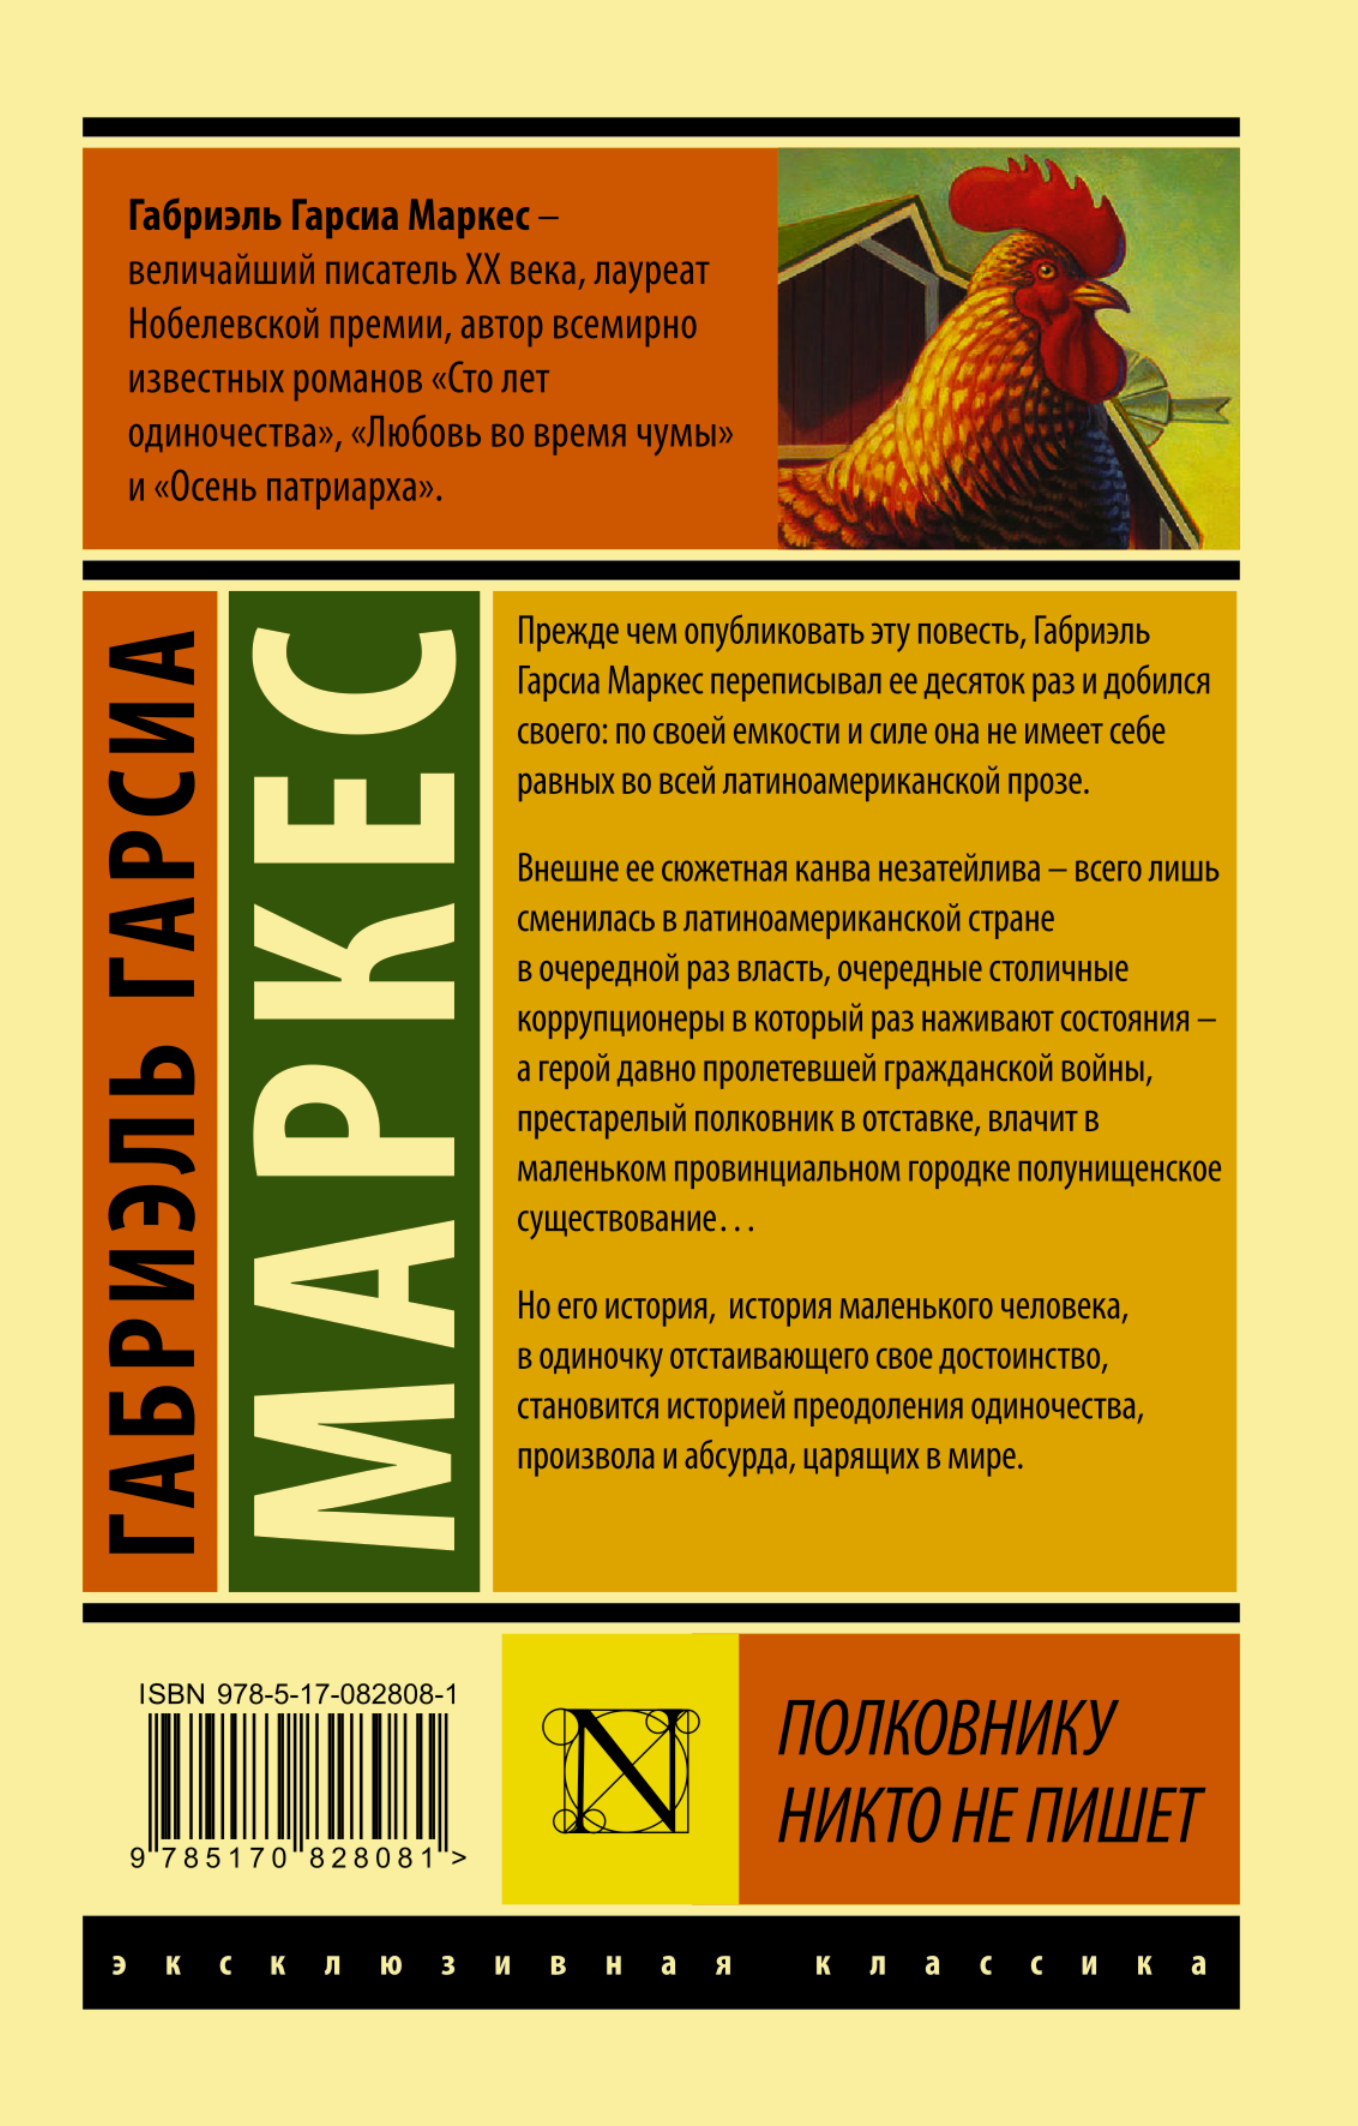 Габриэль Гарсиа Маркес –
величайший писатель XX века, лауреат
Нобелевской премии, автор всемирно
известных романов «Сто лет
одиночества», «Любовь во время чумы»
и «Осень патриарха».
ГАБРИЭЛЬ ГАРСИА
МАРКЕС
Прежде чем опубликовать эту повесть, Габриэль
Гарсиа Маркес переписывал ее десяток раз и добился
своего: по своей емкости и силе она не имеет себе
равных во всей латиноамериканской прозе.
Внешне ее сюжетная канва незатейлива – всего лишь
сменилась в латиноамериканской стране
в очередной раз власть, очередные столичные
коррупционеры в который раз наживают состояния –
а герой давно пролетевшей гражданской войны,
престарелый полковник в отставке, влачит в
маленьком провинциальном городке полунищенское
существование…
Но его история, история маленького человека,
в одиночку отстаивающего свое достоинство,
становится историей преодоления одиночества,
произвола и абсурда, царящих в мире.
ISBN 978-5-17-082808-1
9 785170 828081 >
N
ПОЛКОВНИКУ
НИКТО НЕ ПИШЕТ
эксклюзивная классика